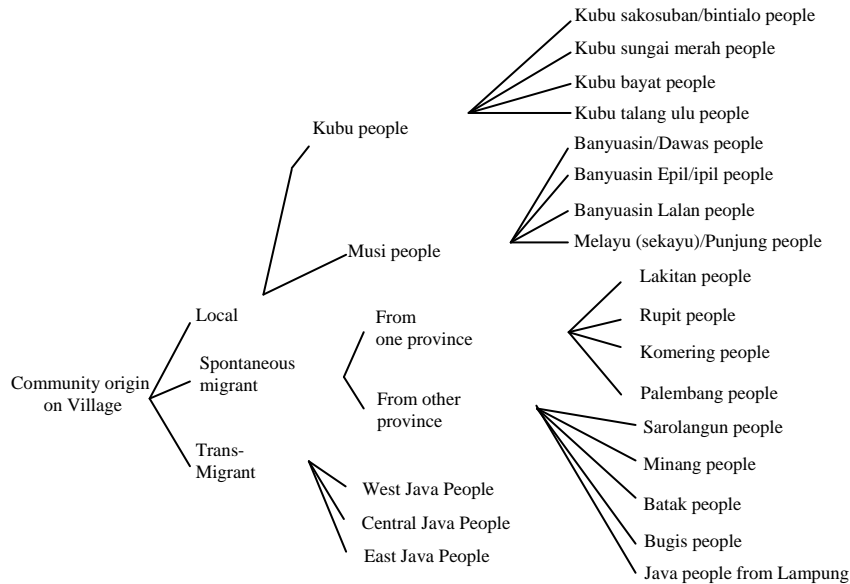 Kubu sakosuban/bintialo people
Kubu sungai merah people
Kubu bayat people
Kubu talang ulu people
Kubu people
Banyuasin/Dawas people
Banyuasin Epil/ipil people
Banyuasin Lalan people
Melayu (sekayu)/Punjung people
Musi people
Lakitan people
Local
From
one province
Rupit people
Komering people
Spontaneous
migrant
Community origin
on Village
Palembang people
From other
province
Sarolangun people
Trans-
Migrant
Minang people
West Java People
Batak people
Central Java People
Bugis people
East Java People
Java people from Lampung